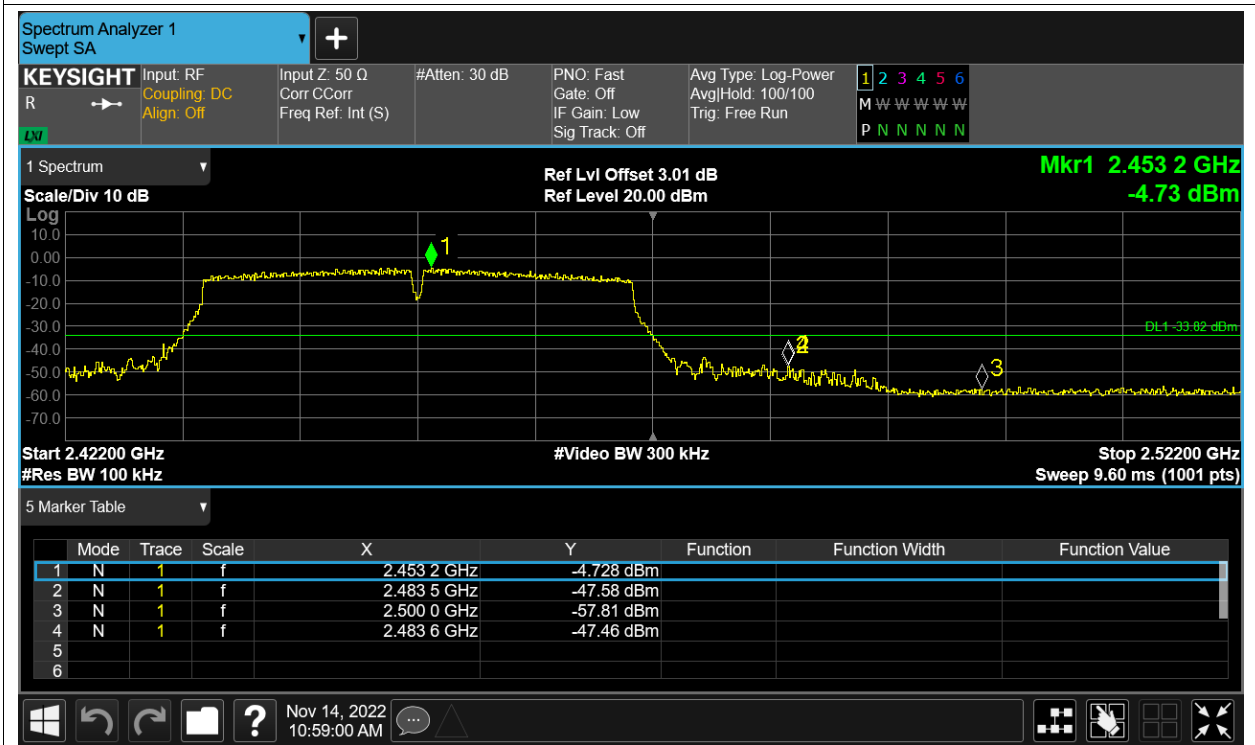 Spectrum Analyzer 1
Swept SA
KEYSIGHT
R
LXI
Input: RF
Coupling: DC
Align: Off
Input Z: 50 Ω
Corr CCorr
Freq Ref: Int (S)
#Atten: 30 dB
PNO: Fast
Gate: Off
IF Gain: Low
Sig Track: Off
Avg Type: Log-Power
Avg|Hold: 100/100
Trig: Free Run
1 2 3 4 5 6
M W W W W W
P N N N N N
1 Spectrum
Scale/Div 10 dB
Ref Lvl Offset 3.01 dB
Ref Level 20.00 dBm
Mkr1 2.453 2 GHz
-4.73 dBm
Log
10.0
0.00
-10.0
-20.0
-30.0
-40.0
-50.0
-60.0
-70.0
1
3
DL1 -33.82 dBm
Start 2.42200 GHz
#Res BW 100 kHz
#Video BW 300 kHz
Stop 2.52200 GHz
Sweep 9.60 ms (1001 pts)
5 Marker Table
Mode Trace Scale X Y Function Function Width Function Value
1 N 1 f 2.453 2 GHz -4.728 dBm
2 N 1 f 2.483 5 GHz -47.58 dBm
3 N 1 f 2.500 0 GHz -57.81 dBm
4 N 1 f 2.483 6 GHz -47.46 dBm
5
6
?
Nov 14, 2022
10:59:00 AM